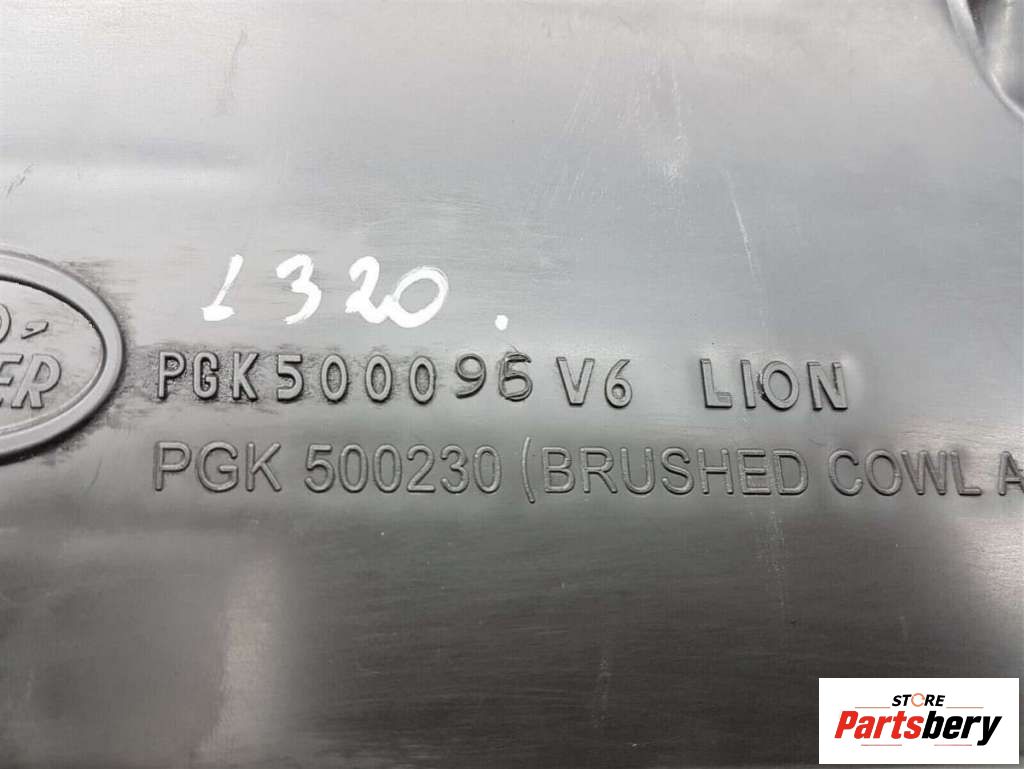 L320.
PGK500096 V6 LION
PGK 500230 (BRUSHED COWL A
STORE
Partsbery